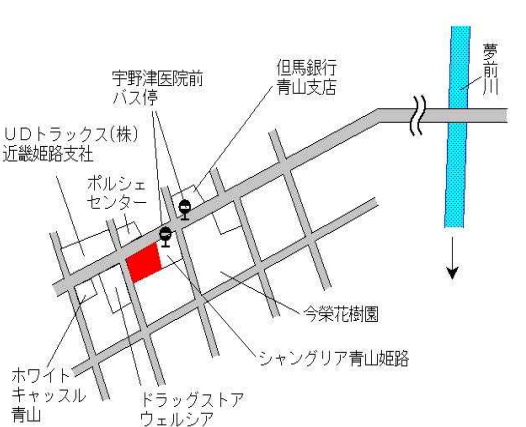 夢前川
但馬銀行
青山支店
宇野津医院前
バス停
UDトラックス(株)
近畿姫路支社
ポルシェ
センター
今榮花樹園
シャングリア青山姫路
ホワイト
キャッスル
青山
ドラッグストア
ウェルシア